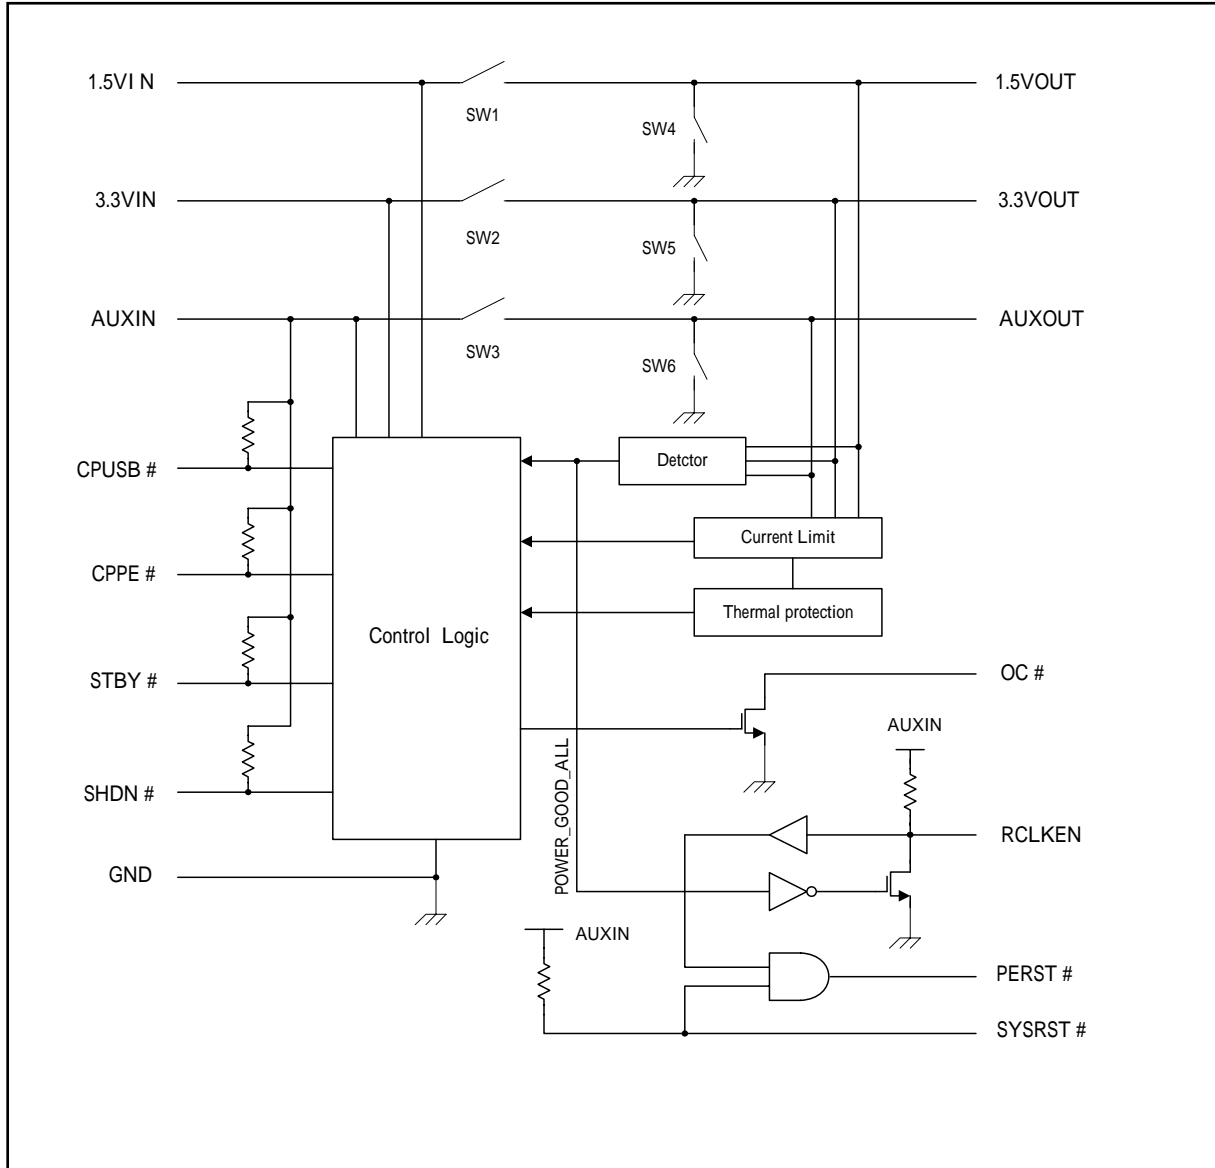 1.5VI N
1.5VOUT
SW1
SW4
3.3VIN
3.3VOUT
SW2
SW5
AUXIN
AUXOUT
SW3
SW6
Detctor
CPUSB #
Current Limit
CPPE #
Thermal protection
Control Logic
OC #
STBY #
AUXIN
POWER_GOOD_ALL
SHDN #
RCLKEN
GND
AUXIN
PERST #
SYSRST #